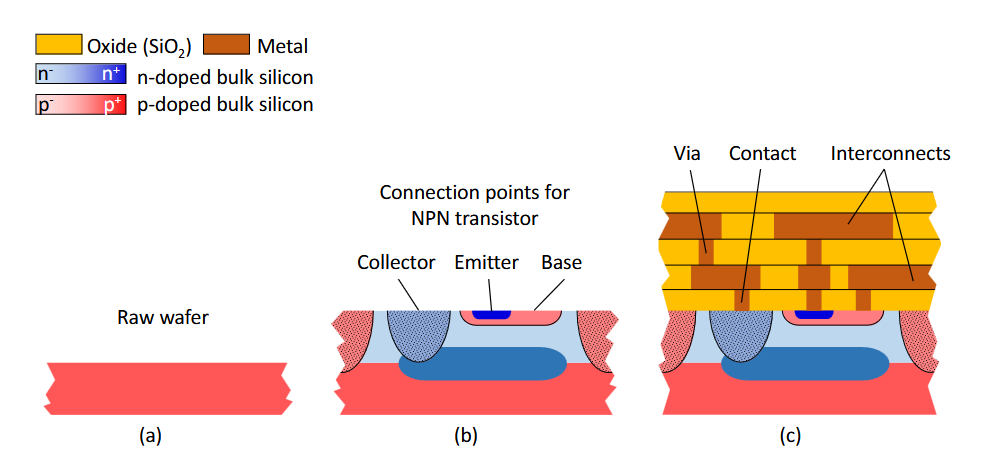 Oxide (SiO₂) Metal
n⁻ n⁺ n-doped bulk silicon
p⁻ p⁺ p-doped bulk silicon
Via Contact Interconnects
Connection points for
NPN transistor
Collector Emitter Base
Raw wafer
(a) (b) (c)